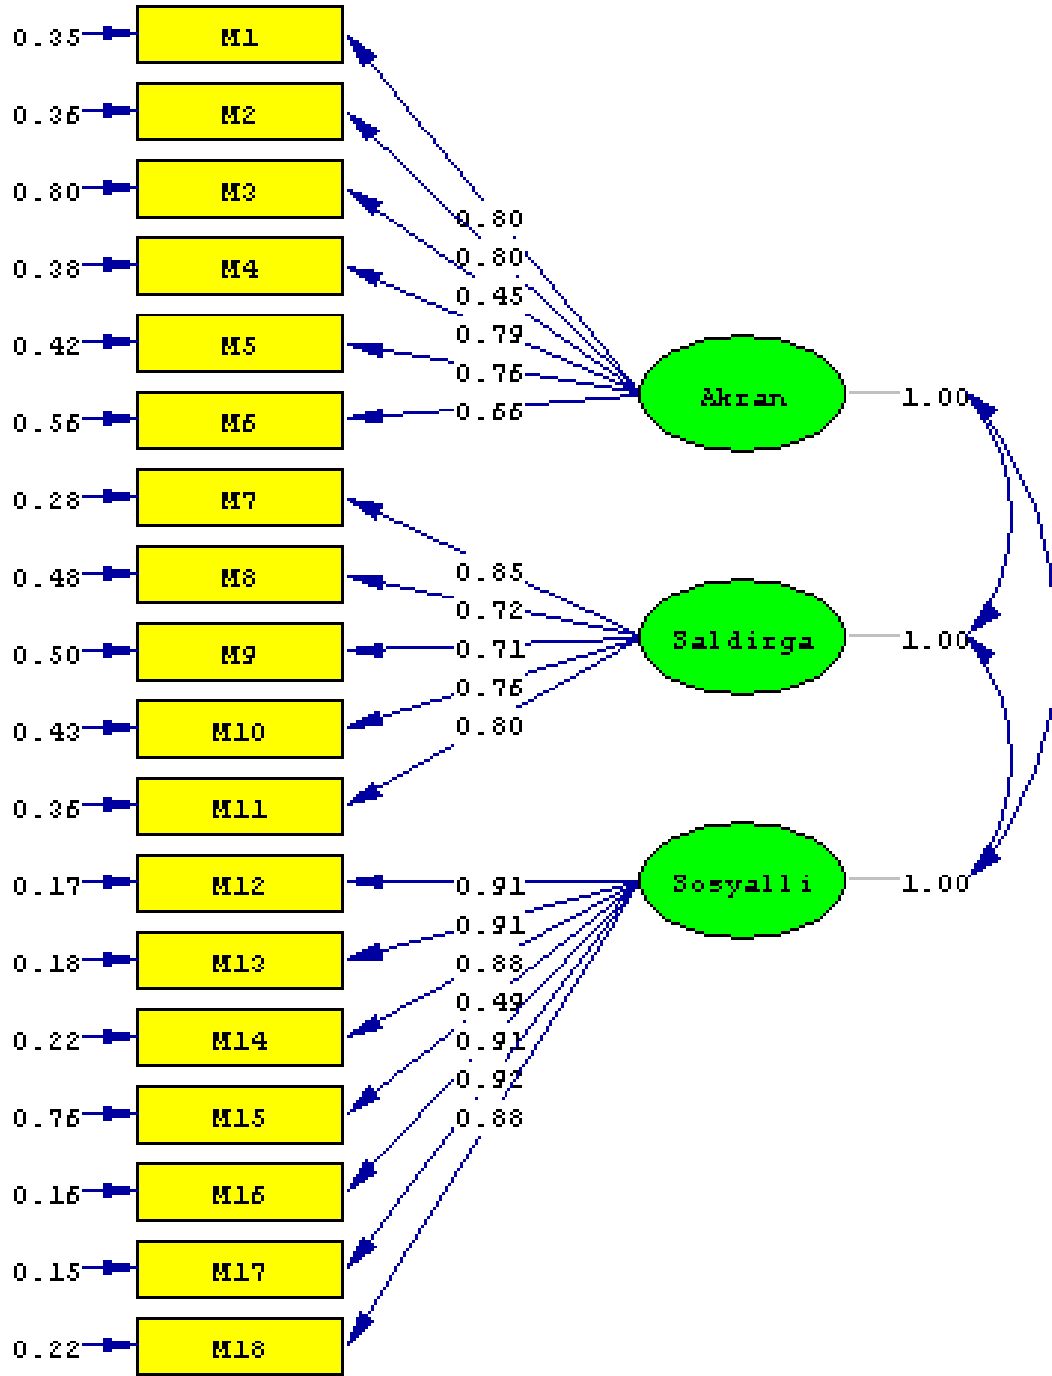 0.35 M1
0.36 M2
0.80 M3
0.80
0.80
0.38 M4
0.45
0.79
0.42 M5
0.76
Akran 1.00
0.66
0.56 M6
0.28 M7
0.85
0.48 M8
0.72
Saldirga 1.00
0.50 M9
0.71
0.76
0.43 M10
0.80
0.36 M11
0.17 M12
0.91
Sosyalli 1.00
0.91
0.18 M13
0.88
0.49
0.22 M14
0.91
0.92
0.76 M15
0.88
0.16 M16
0.15 M17
0.22 M18